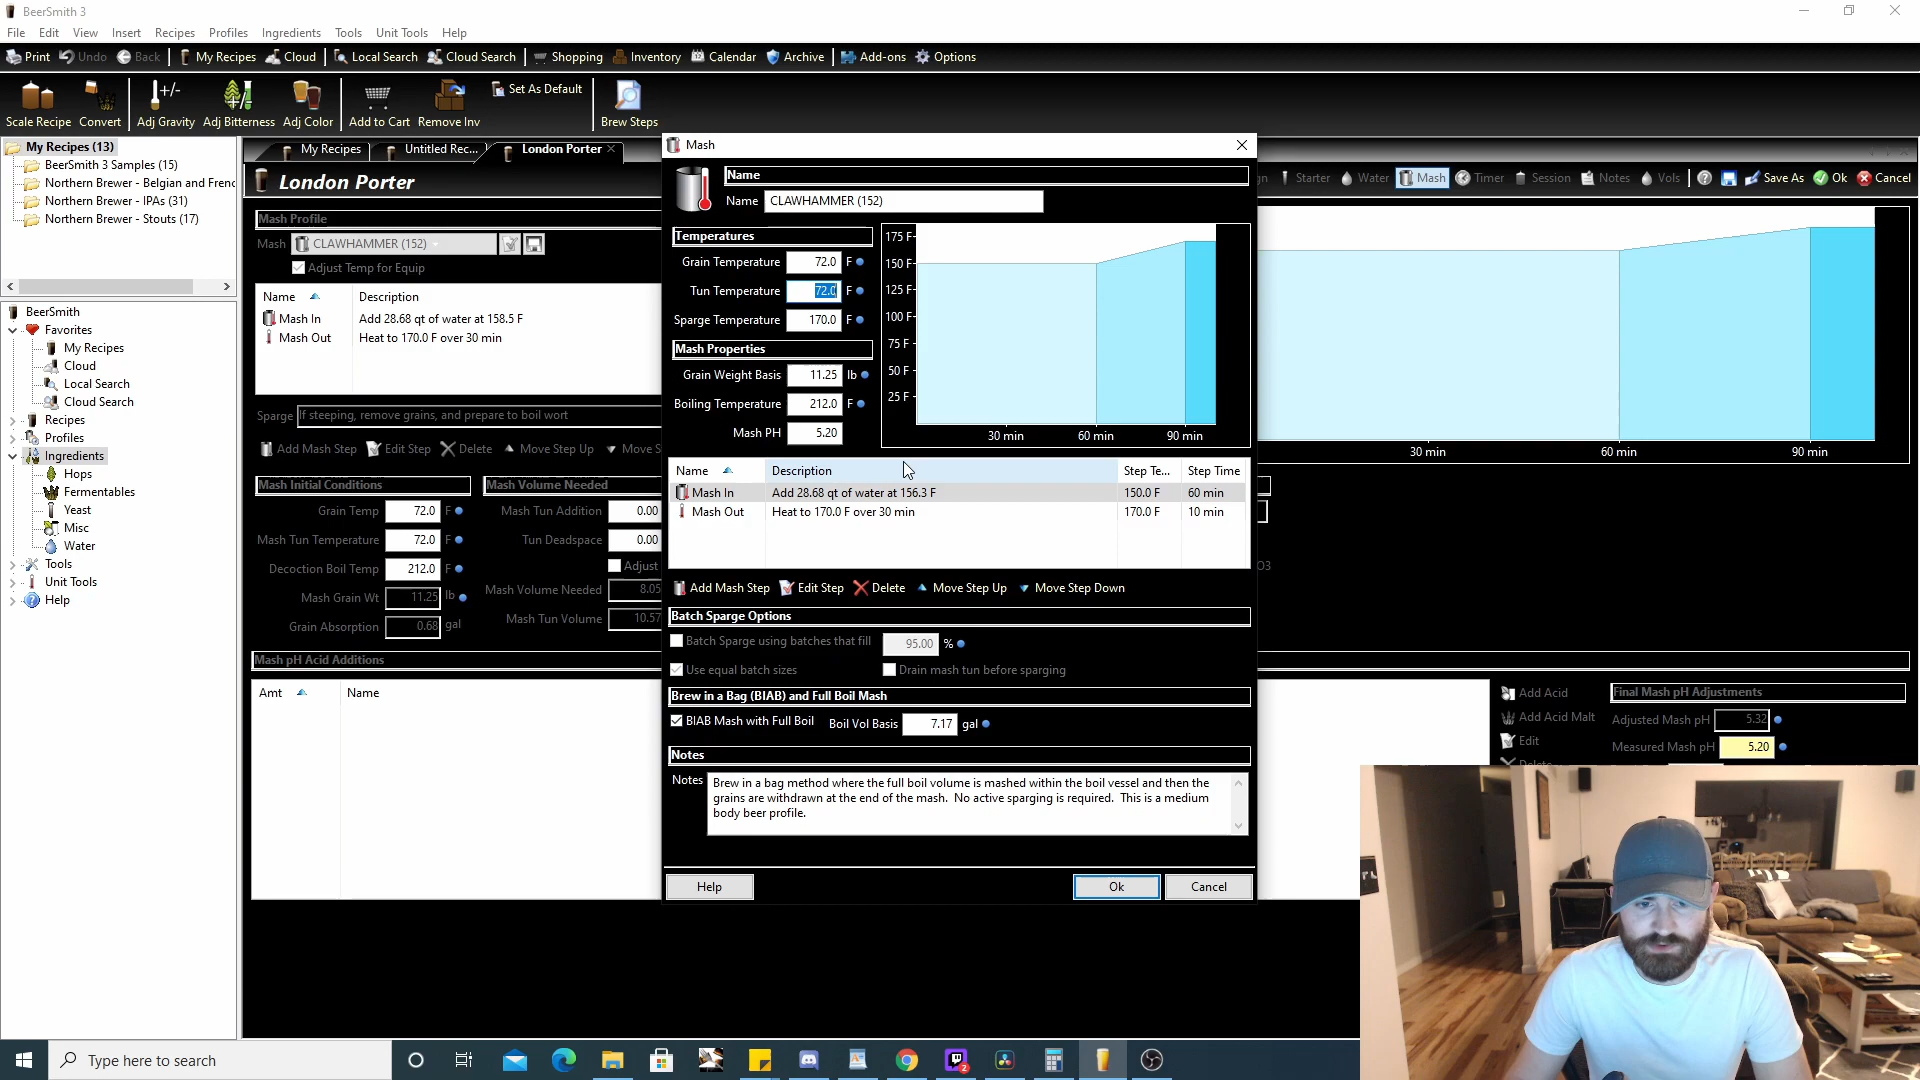 BeerSmith 3
File Edit View Insert Recipes Profiles Ingredients Tools Unit Tools Help
Print Undo Back My Recipes Cloud Local Search Cloud Search Shopping Inventory Calendar Archive Add-ons Options
Scale Recipe Convert Adj Gravity Adj Bitterness Adj Color Add to Cart Remove Inv Set As Default Brew Steps
My Recipes (13)
BeerSmith 3 Samples (15)
Northern Brewer - Belgian and Frenc
Northern Brewer - IPAs (31)
Northern Brewer - Stouts (17)
BeerSmith
Favorites
My Recipes
Cloud
Local Search
Cloud Search
Recipes
Profiles
Ingredients
Hops
Fermentables
Yeast
Misc
Water
Tools
Unit Tools
Help
My Recipes Untitled Rec... London Porter
London Porter
Starter Water Mash Timer Session Notes Vols Save As Ok Cancel
Mash Profile
Mash CLAWHAMMER (152)
Adjust Temp for Equip
Name Description
Mash In Add 28.68 qt of water at 158.5 F
Mash Out Heat to 170.0 F over 30 min
Sparge If steeping, remove grains, and prepare to boil wort
Add Mash Step Edit Step Delete Move Step Up Move S
Mash Initial Conditions
Grain Temp 72.0 F
Mash Tun Temperature 72.0 F
Decoction Boil Temp 212.0 F
Mash Grain Wt 11.25 lb
Grain Absorption 0.68 gal
Mash Volume Needed
Mash Tun Addition 0.00
Tun Deadspace 0.00
Adjust
Mash Volume Needed 8.05
Mash Tun Volume 10.57
Mash pH Acid Additions
Amt Name
Mash
Name
Name CLAWHAMMER (152)
Temperatures
Grain Temperature 72.0 F
Tun Temperature 72.0 F
Sparge Temperature 170.0 F
Mash Properties
Grain Weight Basis 11.25 lb
Boiling Temperature 212.0 F
Mash PH 5.20
175 F
150 F
125 F
100 F
75 F
50 F
25 F
30 min 60 min 90 min
Name Description Step Te... Step Time
Mash In Add 28.68 qt of water at 156.3 F 150.0 F 60 min
Mash Out Heat to 170.0 F over 30 min 170.0 F 10 min
Add Mash Step Edit Step Delete Move Step Up Move Step Down
Batch Sparge Options
Batch Sparge using batches that fill 95.00 %
Use equal batch sizes Drain mash tun before sparging
Brew in a Bag (BIAB) and Full Boil Mash
BIAB Mash with Full Boil Boil Vol Basis 7.17 gal
Notes
Notes Brew in a bag method where the full boil volume is mashed within the boil vessel and then the
grains are withdrawn at the end of the mash. No active sparging is required. This is a medium
body beer profile.
Help Ok Cancel
30 min 60 min 90 min
O3
Add Acid
Add Acid Malt
Edit
Delete
Final Mash pH Adjustments
Adjusted Mash pH 5.32
Measured Mash pH 5.20
Type here to search
2